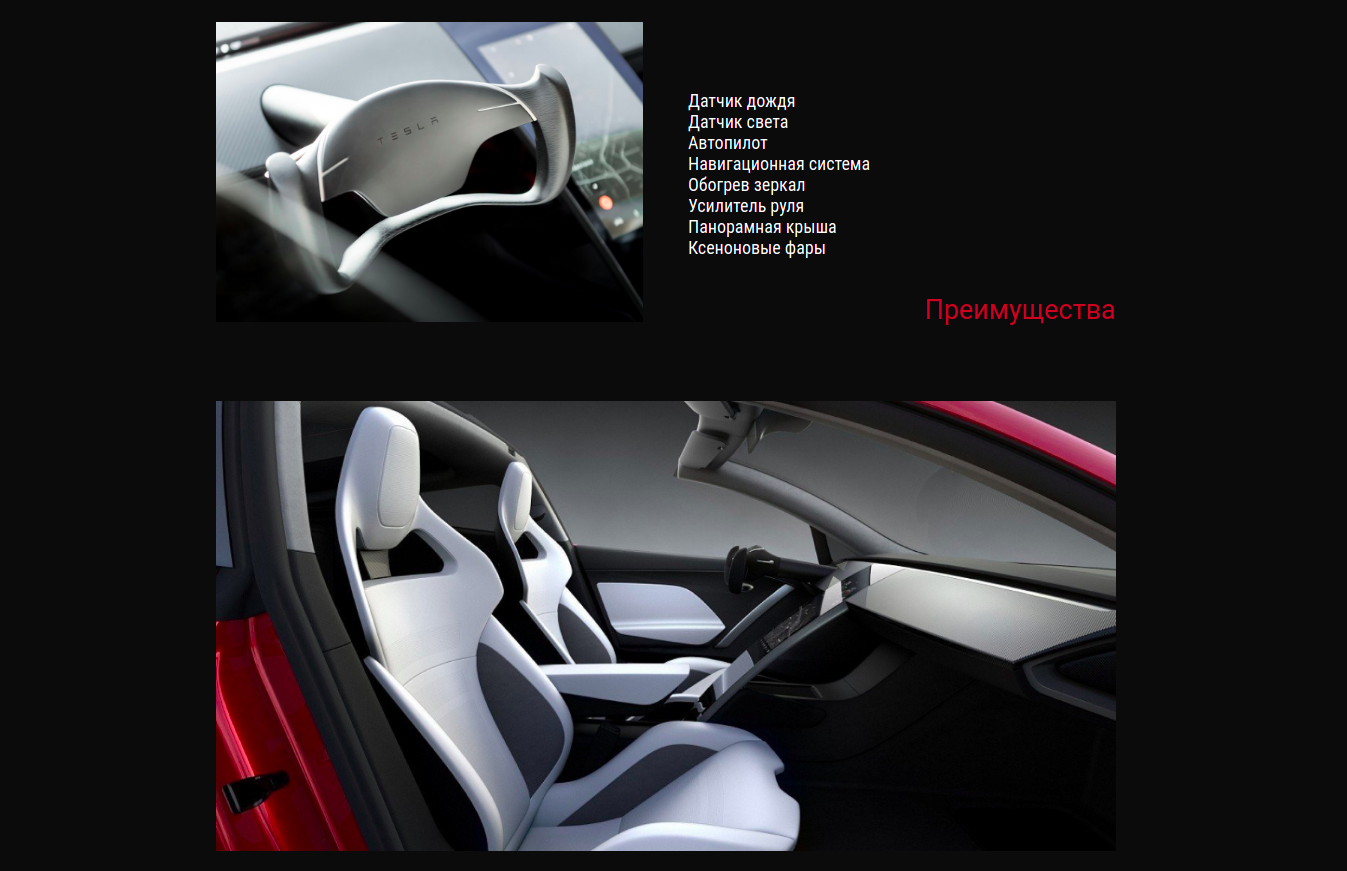 TESLA
Датчик дождя
Датчик света
Автопилот
Навигационная система
Обогрев зеркал
Усилитель руля
Панорамная крыша
Ксеноновые фары
Преимущества